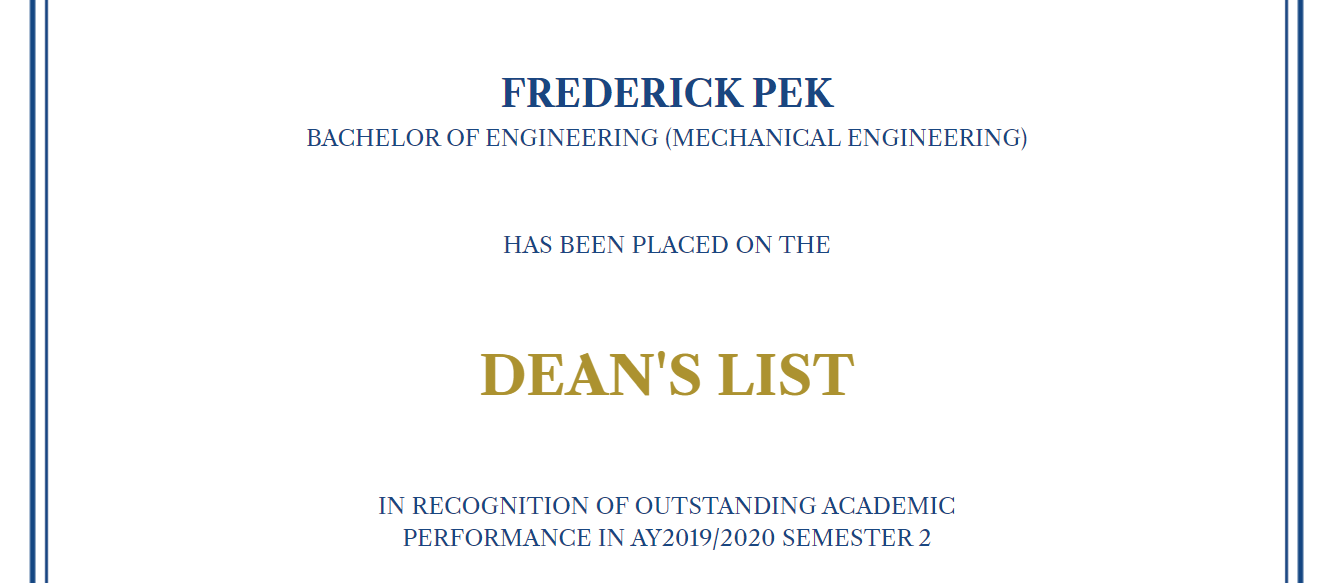 FREDERICK PEK
BACHELOR OF ENGINEERING (MECHANICAL ENGINEERING)
HAS BEEN PLACED ON THE
DEAN'S LIST
IN RECOGNITION OF OUTSTANDING ACADEMIC
PERFORMANCE IN AY2019/2020 SEMESTER 2